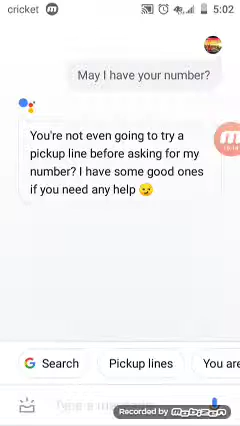 cricket 5:02
May I have your number?
You're not even going to try a
pickup line before asking for my
number? I have some good ones
if you need any help 😏
Search Pickup lines You are
Recorded by MOBIZEN